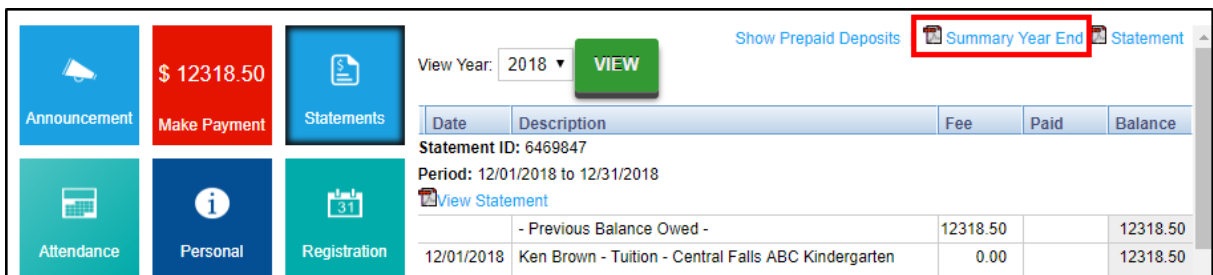 Show Prepaid Deposits Summary Year End Statement
View Year: 2018 VIEW
$ 12318.50
Announcement Make Payment Statements
Date Description Fee Paid Balance
Statement ID: 6469847
Period: 12/01/2018 to 12/31/2018
View Statement
- Previous Balance Owed - 12318.50 12318.50
31
Attendance Personal Registration
12/01/2018 Ken Brown - Tuition - Central Falls ABC Kindergarten 0.00 12318.50